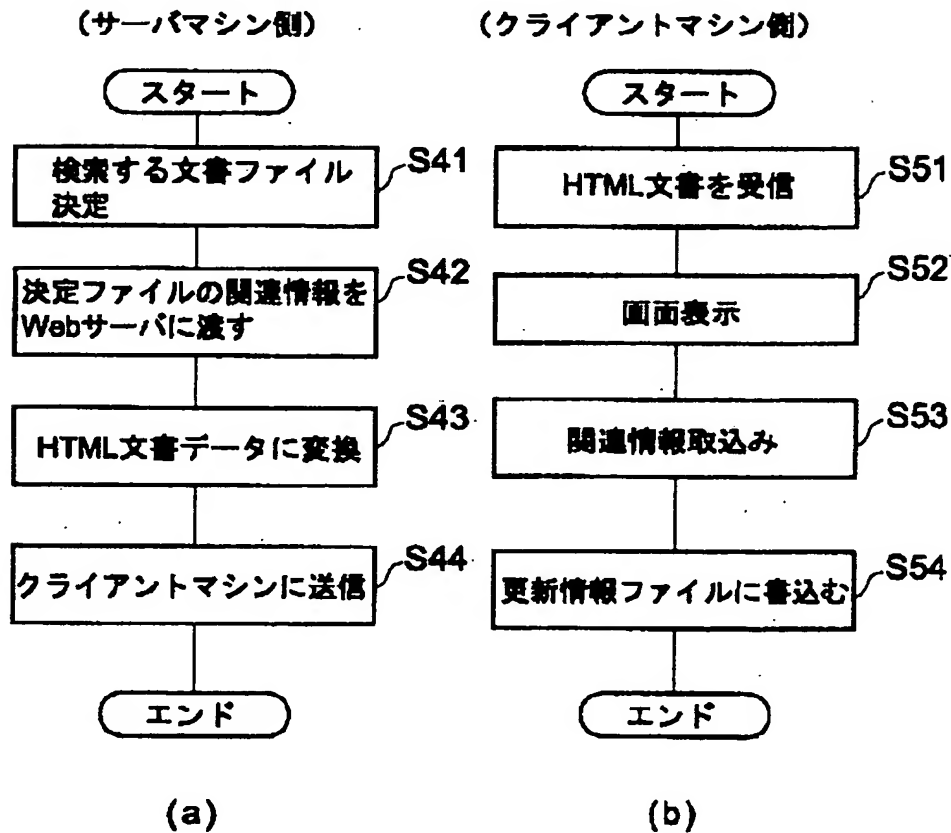 (サーバマシン側)
スタート
検索する文書ファイル
決定
S41
決定ファイルの関連情報を
Webサーバに渡す
S42
HTML文書データに変換
S43
クライアントマシンに送信
S44
エンド
(a)
(クライアントマシン側)
スタート
HTML文書を受信
S51
画面表示
S52
関連情報取込み
S53
更新情報ファイルに書込む
S54
エンド
(b)